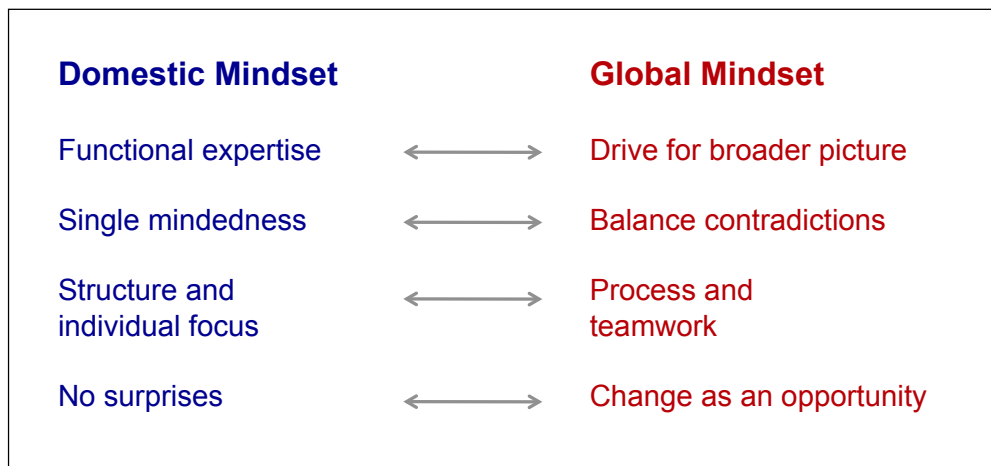 Domestic Mindset
Global Mindset
Functional expertise
Drive for broader picture
Single mindedness
Balance contradictions
Structure and
individual focus
Process and
teamwork
No surprises
Change as an opportunity